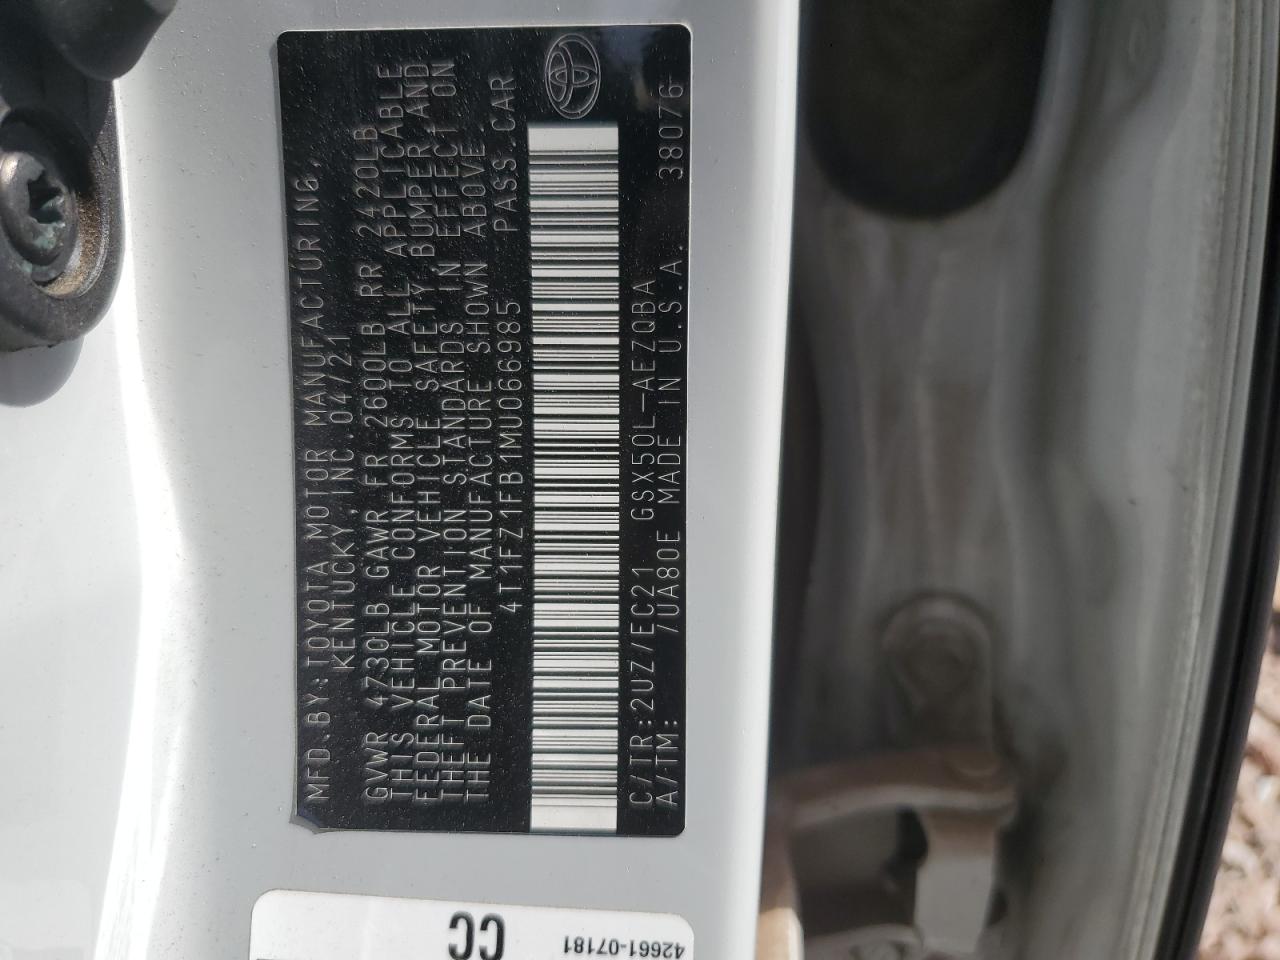 MFD.BY:TOYOTA MOTOR MANUFACTURING,
KENTUCKY,INC.04/21
GVWR 4730LB GAWR FR 2600LB RR 2420LB
THIS VEHICLE CONFORMS TO ALL APPLICABLE
FEDERAL MOTOR VEHICLE SAFETY,BUMPER,AND
THEFT PREVENTION STANDARDS IN EFFECT ON
THE DATE OF MANUFACTURE SHOWN ABOVE.
4T1FZ1FB1MU066985 PASS.CAR
C/TR:2UZ/EC21 GSX50L-AEZQBA
A/TM: /UA80E MADE IN U.S.A. 38076
CC
42661-07181